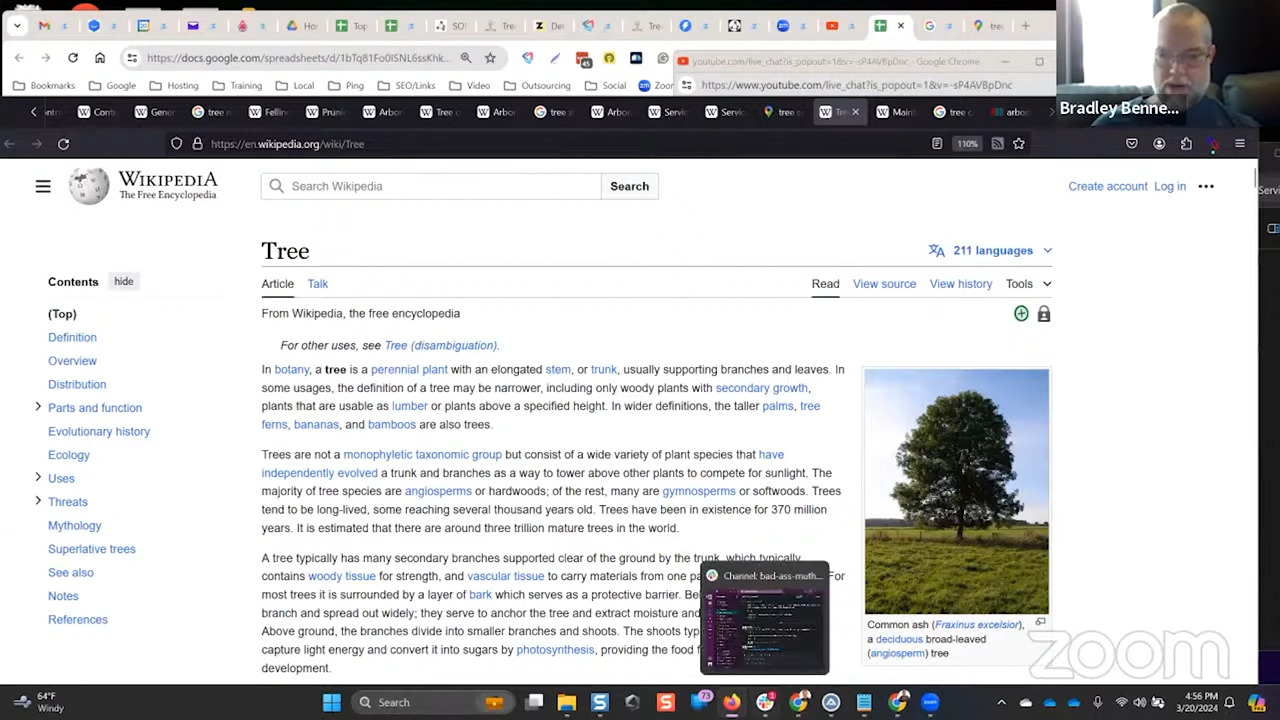 SO!
Top
https://docs.google.com/spreadsheets/d/1bTq81Fo0ISNL6ssKhk...
45
youtube.com/live_chat?is_popout=1&v=-sP4AVBpDoc - Google Chrome
Bookmarks
Google
Hosting
Training
Local
Ping
SEO/Links
Video
Outsourcing
Social
https://www.youtube.com/live_chat?is_popout=1&v=-sP4AVBpDnc
Bradley Benne...
https://en.wikipedia.org/wiki/Tree
110%
WIKIPEDIA
The Free Encyclopedia
Search Wikipedia
Search
Create account
Log in
Tree
211 languages
Contents
hide
Article
Talk
Read
View source
View history
Tools
(Top)
From Wikipedia, the free encyclopedia
Definition
For other uses, see Tree (disambiguation).
Overview
Distribution
Parts and function
Evolutionary history
Ecology
Uses
Threats
Mythology
Superlative trees
See also
Notes
References
In botany, a tree is a perennial plant with an elongated stem, or trunk, usually supporting branches and leaves. In
some usages, the definition of a tree may be narrower, including only woody plants with secondary growth,
plants that are usable as lumber or plants above a specified height. In wider definitions, the taller palms, tree
ferns, bananas, and bamboos are also trees.
Trees are not a monophyletic taxonomic group but consist of a wide variety of plant species that have
independently evolved a trunk and branches as a way to tower above other plants to compete for sunlight. The
majority of tree species are angiosperms or hardwoods; of the rest, many are gymnosperms or softwoods. Trees
tend to be long-lived, some reaching several thousand years old. Trees have been in existence for 370 million
years. It is estimated that there are around three trillion mature trees in the world.
A tree typically has many secondary branches supported clear of the ground by the trunk, which typically
contains woody tissue for strength, and vascular tissue to carry materials from one For
most trees it is surrounded by a layer of bark which serves as a protective barrier.
branch and spread out widely; they serve to anchor the tree and extract moisture and
Above ground, the branches divide into smaller branches and shoots. The shoots
capture light energy and convert it into sugars by photosynthesis, providing the food
development.
Channel: bad-ass-muth...
Common ash (Fraxinus excelsior),
a deciduous broad-leaved
(angiosperm) tree
zoom
64°F
Windy
Search
73
4:56 PM
3/20/2024